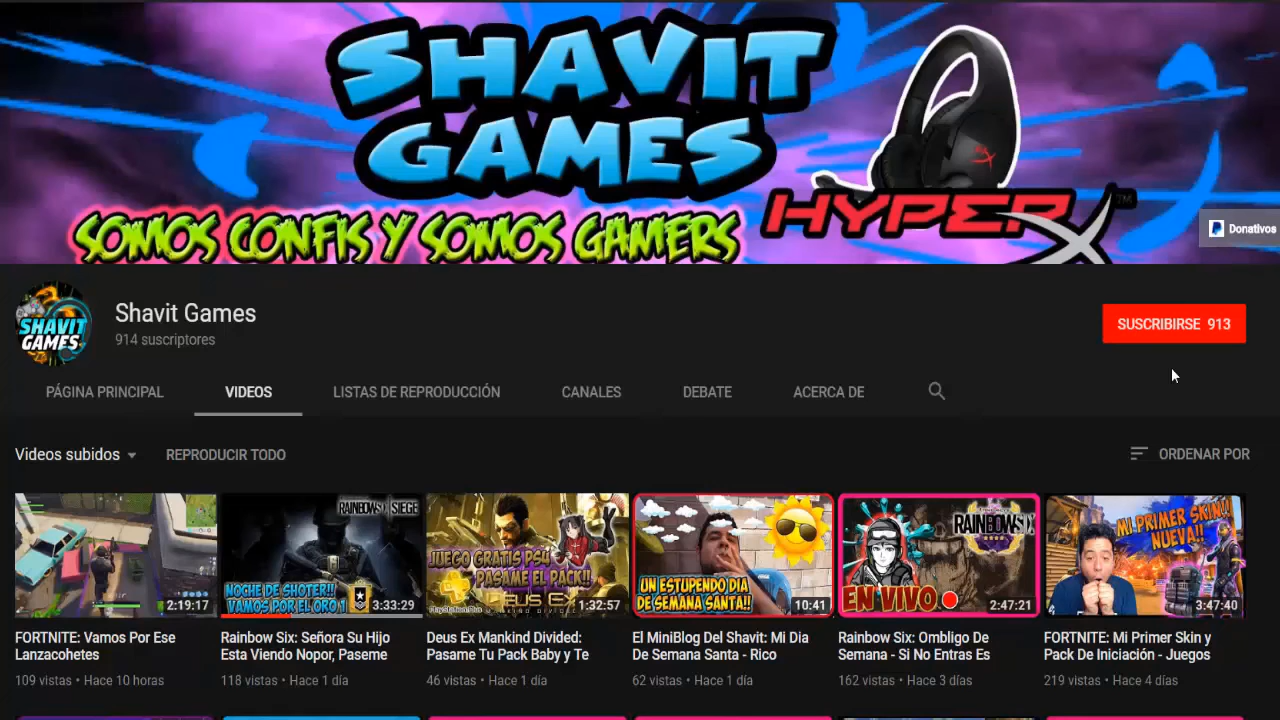 SHAVIT
GAMES
SOMOS CONFIS Y SOMOS GAMERS
HYPERX™
Donativos
SHAVIT
GAMES
Shavit Games
914 suscriptores
SUSCRIBIRSE 913
PÁGINA PRINCIPAL VIDEOS LISTAS DE REPRODUCCIÓN CANALES DEBATE ACERCA DE
Videos subidos REPRODUCIR TODO
ORDENAR POR
2:19:17
RAINBOW SIX SIEGE
NOCHE DE SHOTER!!
VAMOS POR EL ORO 1
3:33:29
JUEGO GRATIS PS4
PASAME EL PACK!!
DEUS EX
1:32:57
UN ESTUPENDO DIA
DE SEMANA SANTA!!
10:41
RAINBOW SIX
EN VIVO
2:47:21
MI PRIMER SKIN!!
NUEVA!!
3:47:40
FORTNITE: Vamos Por Ese
Lanzacohetes
109 vistas • Hace 10 horas
Rainbow Six: Señora Su Hijo
Esta Viendo Nopor, Paseme
118 vistas • Hace 1 día
Deus Ex Mankind Divided:
Pasame Tu Pack Baby y Te
46 vistas • Hace 1 día
El MiniBlog Del Shavit: Mi Dia
De Semana Santa - Rico
62 vistas • Hace 1 día
Rainbow Six: Ombligo De
Semana - Si No Entras Es
162 vistas • Hace 3 días
FORTNITE: Mi Primer Skin y
Pack De Iniciación - Juegos
219 vistas • Hace 4 días